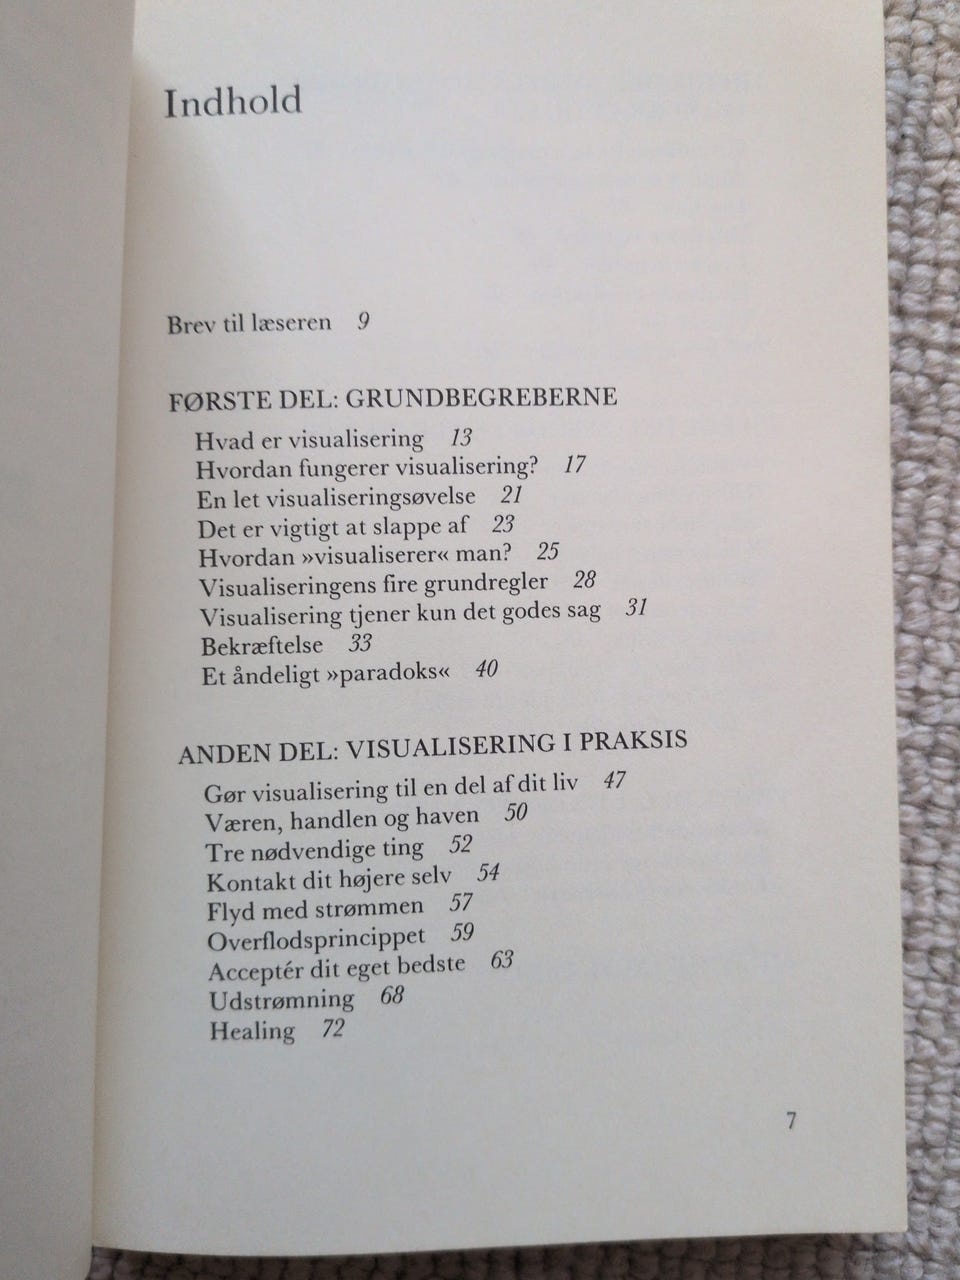 Indhold
Brev til læseren 9
FØRSTE DEL: GRUNDBEGREBERNE
Hvad er visualisering 13
Hvordan fungerer visualisering? 17
En let visualiseringsøvelse 21
Det er vigtigt at slappe af 23
Hvordan »visualiserer« man? 25
Visualiseringens fire grundregler 28
Visualisering tjener kun det godes sag 31
Bekræftelse 33
Et åndeligt »paradoks« 40
ANDEN DEL: VISUALISERING I PRAKSIS
Gør visualisering til en del af dit liv 47
Væren, handlen og haven 50
Tre nødvendige ting 52
Kontakt dit højere selv 54
Flyd med strømmen 57
Overflodsprincippet 59
Acceptér dit eget bedste 63
Udstrømning 68
Healing 72
7